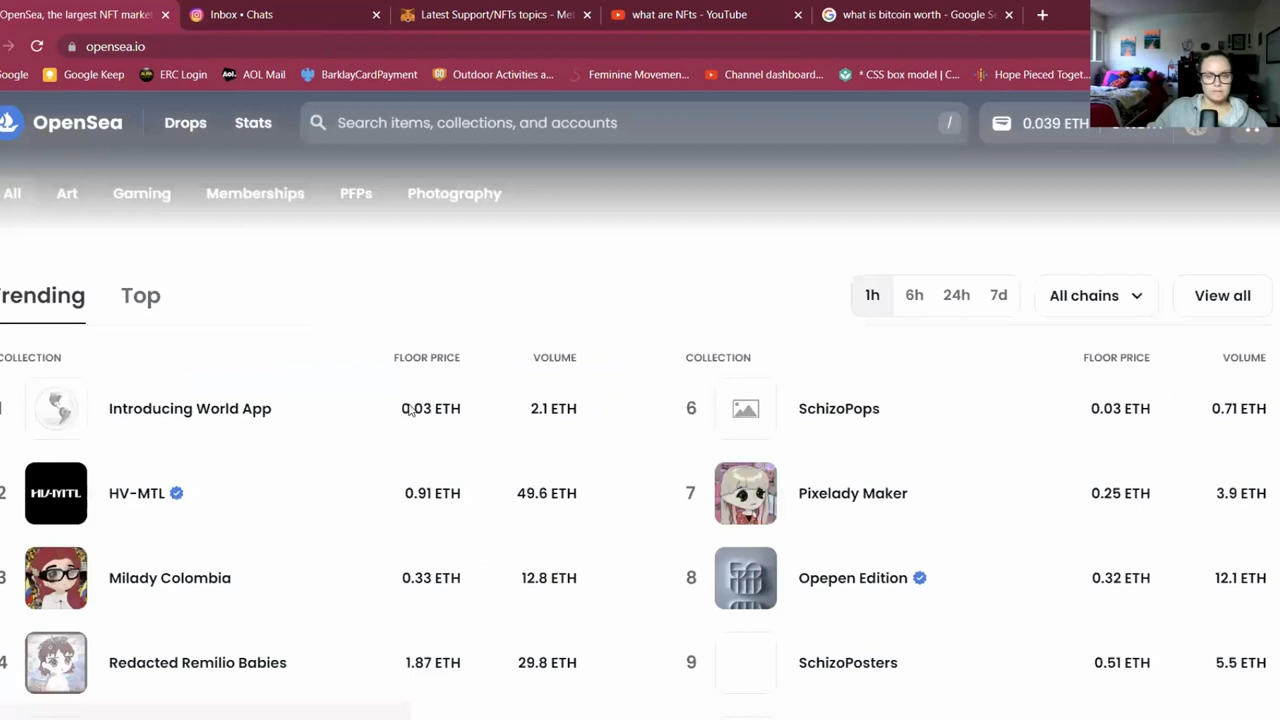 OpenSea, the largest NFT market
Inbox • Chats
Latest Support/NFTs topics - Met
what are NFts - YouTube
what is bitcoin worth - Google Se
opensea.io
Google
Google Keep
ERC Login
AOL Mail
BarklayCardPayment
Outdoor Activities a...
Feminine Movemen...
Channel dashboard...
* CSS box model | C...
Hope Pieced Toget...
OpenSea
Drops
Stats
Search items, collections, and accounts
/
0.039 ETH
All
Art
Gaming
Memberships
PFPs
Photography
Trending
Top
1h
6h
24h
7d
All chains
View all
COLLECTION FLOOR PRICE VOLUME
1 Introducing World App 0.03 ETH 2.1 ETH
2 HV-MTL HV-MTL 0.91 ETH 49.6 ETH
3 Milady Colombia 0.33 ETH 12.8 ETH
4 Redacted Remilio Babies 1.87 ETH 29.8 ETH
COLLECTION FLOOR PRICE VOLUME
6 SchizoPops 0.03 ETH 0.71 ETH
7 Pixelady Maker 0.25 ETH 3.9 ETH
8 Opepen Edition 0.32 ETH 12.1 ETH
9 SchizoPosters 0.51 ETH 5.5 ETH